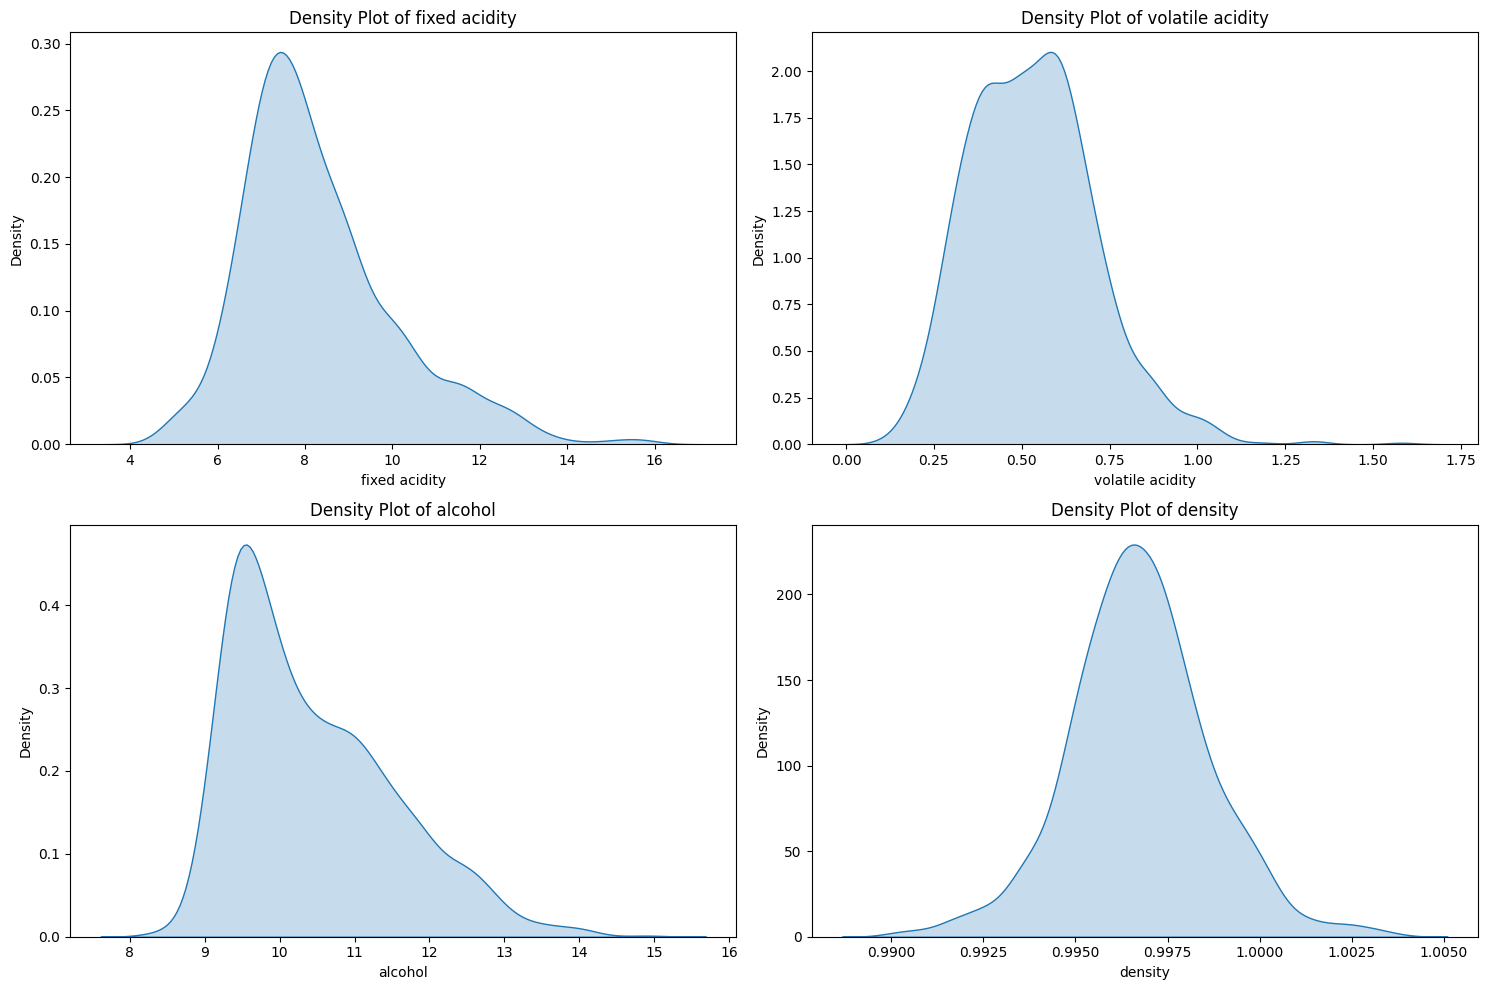 Density Plot of fixed acidity
Density
0.30
0.25
0.20
0.15
0.10
0.05
0.00
4 6 8 10 12 14 16
fixed acidity
Density Plot of volatile acidity
Density
2.00
1.75
1.50
1.25
1.00
0.75
0.50
0.25
0.00
0.00 0.25 0.50 0.75 1.00 1.25 1.50 1.75
volatile acidity
Density Plot of alcohol
Density
0.4
0.3
0.2
0.1
0.0
8 9 10 11 12 13 14 15 16
alcohol
Density Plot of density
Density
200
150
100
50
0
0.9900 0.9925 0.9950 0.9975 1.0000 1.0025 1.0050
density